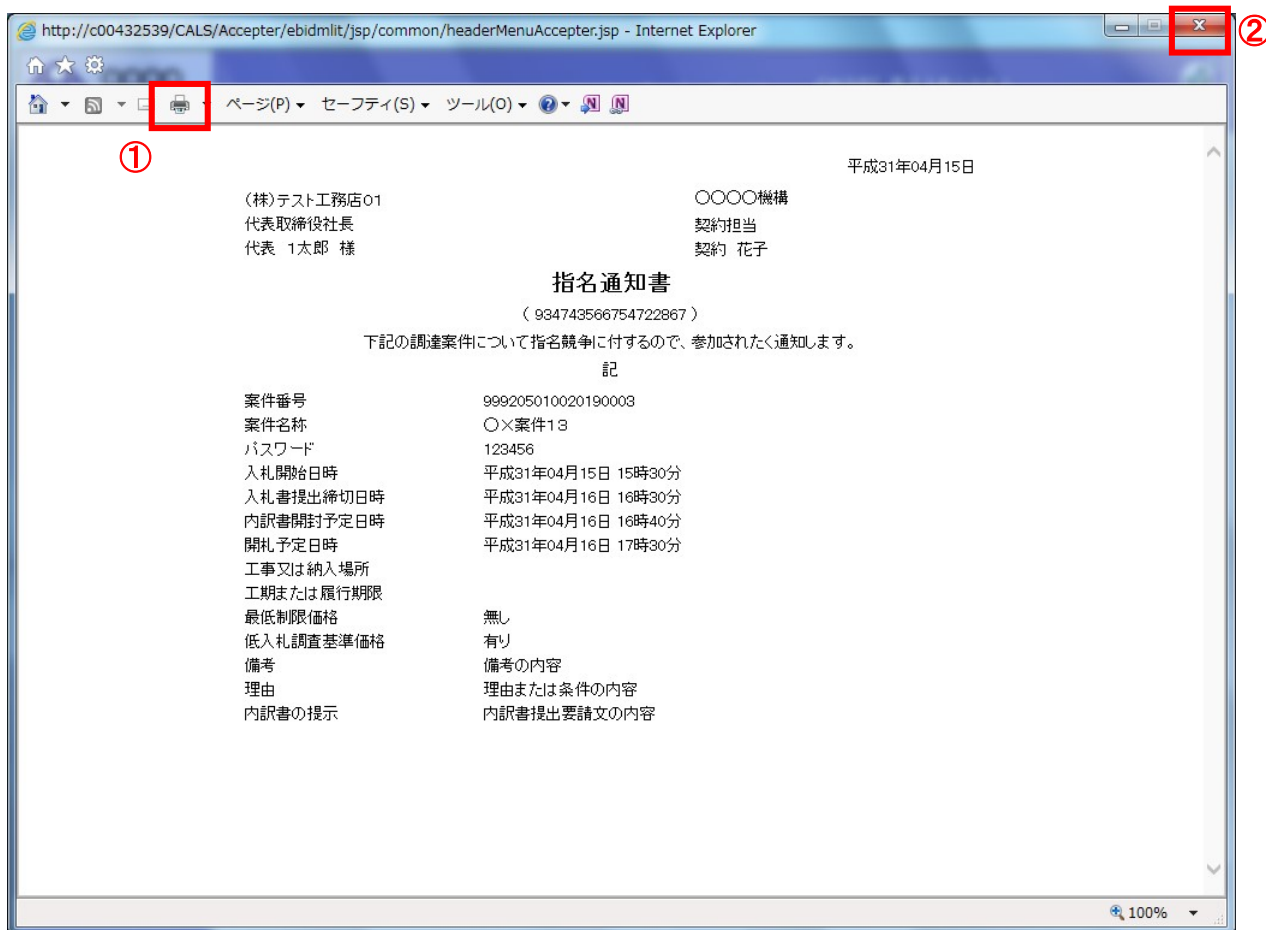 http://c00432539/CALS/Accepter/ebidmlit/jsp/common/headerMenuAccepter.jsp - Internet Explorer
②
ページ(P) セーフティ(S) ツール(O)
①
平成31年04月15日
(株)テスト工務店01 〇〇〇〇機構
代表取締役社長 契約担当
代表 1太郎 様 契約 花子
指名通知書
( 934743566754722867 )
下記の調達案件について指名競争に付するので、参加されたく通知します。
記
案件番号 999205010020190003
案件名称 〇×案件13
パスワード 123456
入札開始日時 平成31年04月15日 15時30分
入札書提出締切日時 平成31年04月16日 16時30分
内訳書開封予定日時 平成31年04月16日 16時40分
開札予定日時 平成31年04月16日 17時30分
工事又は納入場所
工期または履行期限
最低制限価格 無し
低入札調査基準価格 有り
備考 備考の内容
理由 理由または条件の内容
内訳書の提示 内訳書提出要請文の内容
100%